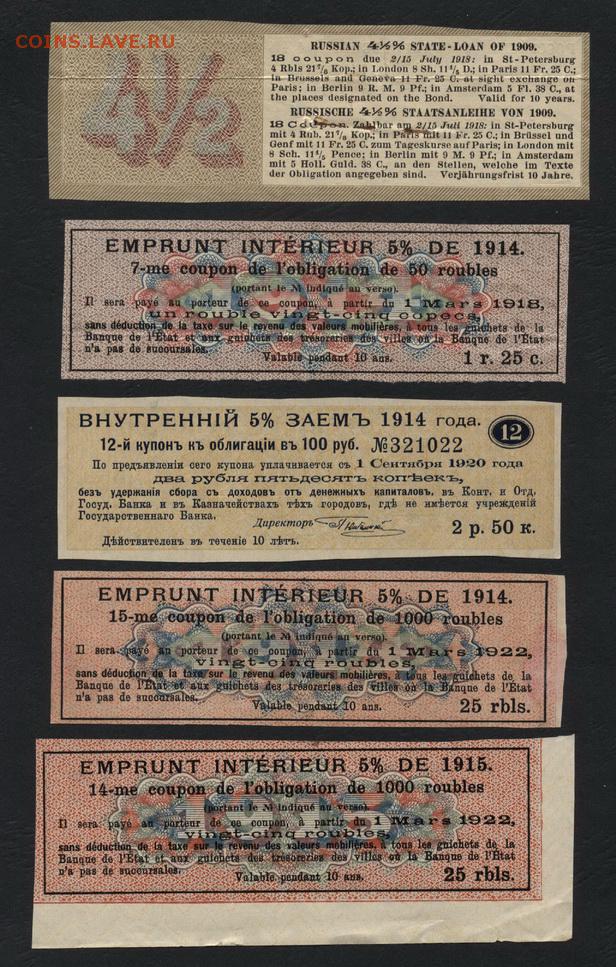 COINS.LAVE.RU
4½
RUSSIAN 4½% STATE-LOAN OF 1909.
18 coupon due 2/15 July 1918: in St-Petersburg
4 Rbls 21⅞ Kop.; in London 8 Sh. 11⅘ D.; in Paris 11 Fr. 25 C.;
in Brussels and Geneva 11 Fr. 25 C. at sight exchange on
Paris; in Berlin 9 R. M. 9 Pf.; in Amsterdam 5 Fl. 38 C., at
the places designated on the Bond. Valid for 10 years.
RUSSISCHE 4½% STAATSANLEIHE VON 1909.
18 Coupon. Zahlbar am 2/15 Juli 1918: in St-Petersburg
mit 4 Rub. 21⅞ Kop.; in Paris mit 11 Fr. 25 C.; in Brüssel und
Genf mit 11 Fr. 25 C. zum Tageskurse auf Paris; in London mit
8 Sch. 11⅘ Pence; in Berlin mit 9 M. 9 Pf.; in Amsterdam
mit 5 Holl. Guld. 38 C., an den Stellen, welche im Texte
der Obligation angegeben sind. Verjährungsfrist 10 Jahre.
EMPRUNT INTÉRIEUR 5% DE 1914.
7-me coupon de l'obligation de 50 roubles
(portant le № indiqué au verso).
Il sera payé au porteur de ce coupon, à partir du 1 Mars 1918,
un rouble vingt-cinq copecs,
sans déduction de la taxe sur le revenu des valeurs mobilières, à tous les guichets de la
Banque de l'État et aux guichets des trésoreries des villes où la Banque de l'État
n'a pas de succursales.
Valable pendant 10 ans.
1 r. 25 c.
ВНУТРЕННІЙ 5% ЗАЕМЪ 1914 года.
12-й купонъ къ облигаціи въ 100 руб. №321022
12
По предъявленіи сего купона уплачивается съ 1 Сентября 1920 года
два рубля пятьдесятъ копѣекъ,
безъ удержанія сбора съ доходовъ отъ денежныхъ капиталовъ, въ Конт. и Отд.
Госуд. Банка и въ Казначействахъ тѣхъ городовъ, гдѣ не имѣется учрежденій
Государственнаго Банка.
Директоръ
2 р. 50 к.
Дѣйствителенъ въ теченіе 10 лѣтъ.
EMPRUNT INTÉRIEUR 5% DE 1914.
15-me coupon de l'obligation de 1000 roubles
(portant le № indiqué au verso).
Il sera payé au porteur de ce coupon, à partir du 1 Mars 1922,
vingt-cinq roubles,
sans déduction de la taxe sur le revenu des valeurs mobilières, à tous les guichets de la
Banque de l'État et aux guichets des trésoreries des villes où la Banque de l'État
n'a pas de succursales.
Valable pendant 10 ans.
25 rbls.
EMPRUNT INTÉRIEUR 5% DE 1915.
14-me coupon de l'obligation de 1000 roubles
(portant le № indiqué au verso).
Il sera payé au porteur de ce coupon, à partir du 1 Mars 1922,
vingt-cinq roubles,
sans déduction de la taxe sur le revenu des valeurs mobilières, à tous les guichets de la
Banque de l'État et aux guichets des trésoreries des villes où la Banque de l'État
n'a pas de succursales.
Valable pendant 10 ans.
25 rbls.